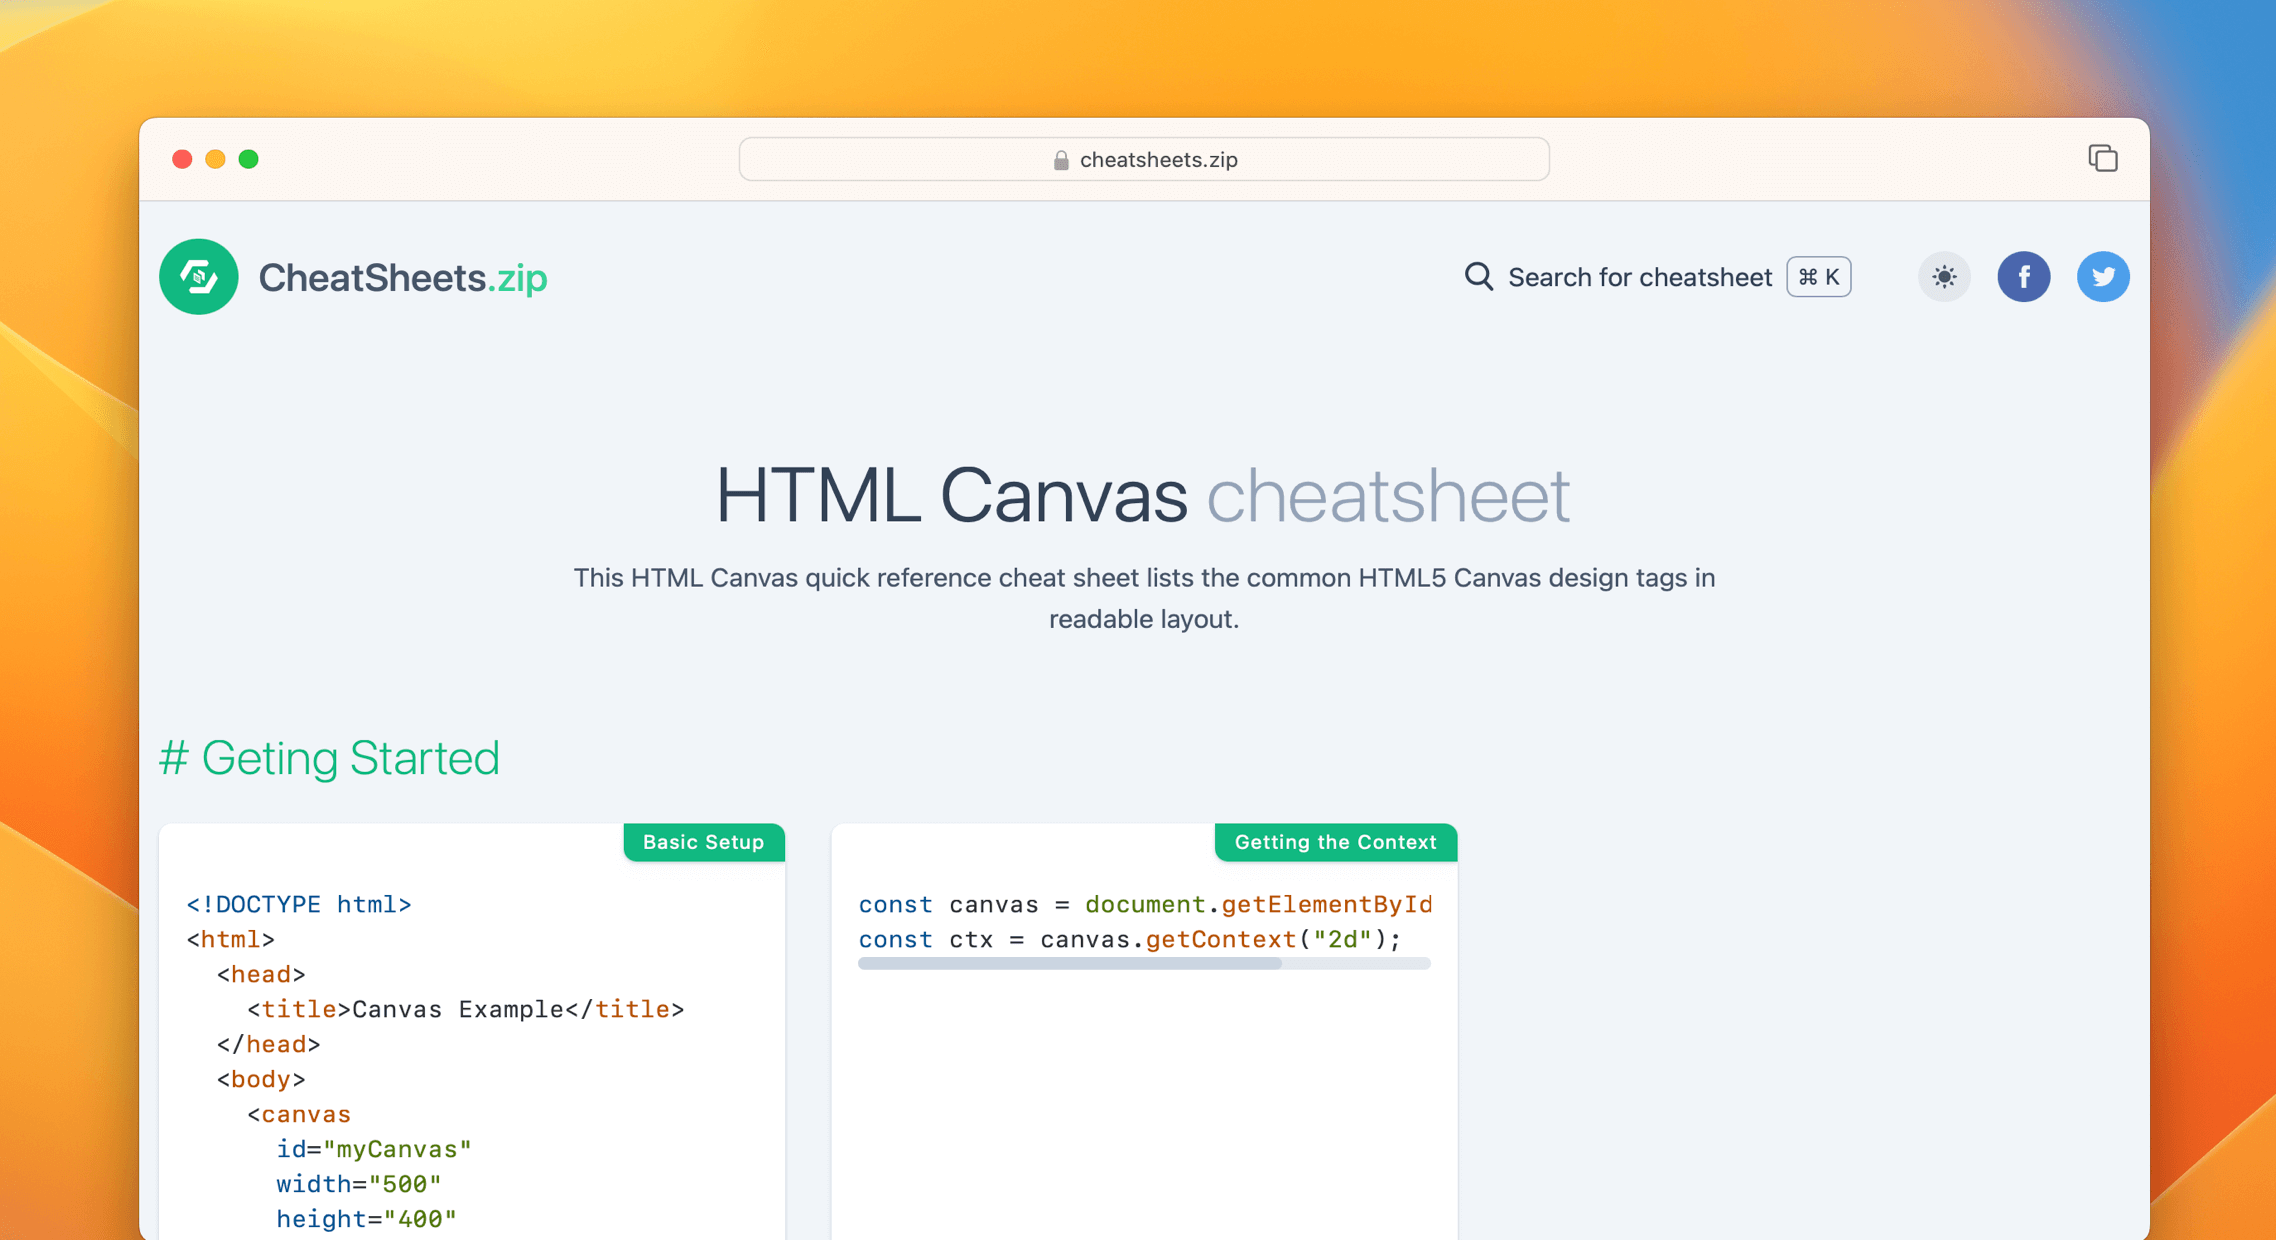 cheatsheets.zip
CheatSheets.zip
Search for cheatsheet ⌘ K
HTML Canvas cheatsheet
This HTML Canvas quick reference cheat sheet lists the common HTML5 Canvas design tags in
readable layout.
# Geting Started
Basic Setup
<!DOCTYPE html>
<html>
  <head>
    <title>Canvas Example</title>
  </head>
  <body>
    <canvas
      id="myCanvas"
      width="500"
      height="400"
Getting the Context
const canvas = document.getElementById
const ctx = canvas.getContext("2d");